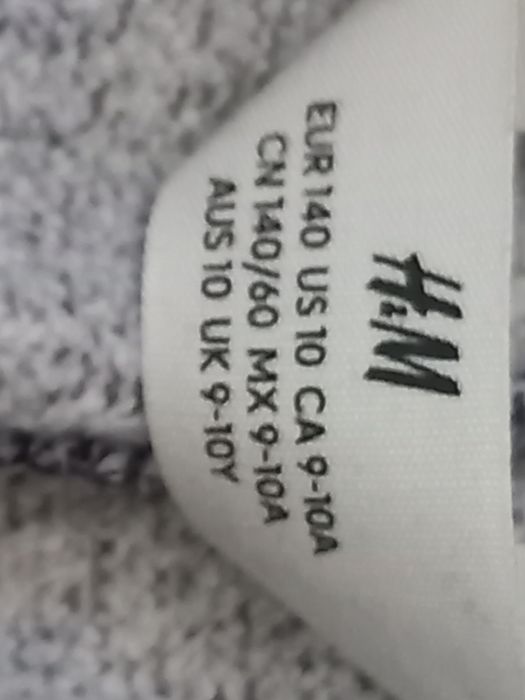 H&M
EUR 140 US 10 CA 9-10A
CN 140/60 MX 9-10A
AUS 10 UK 9-10Y